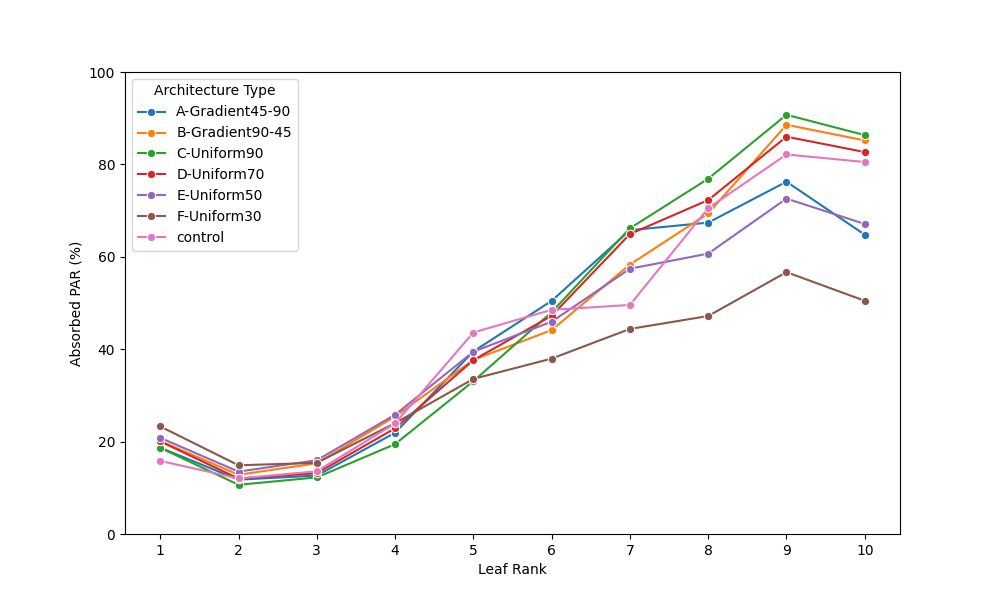 100
80
60
40
20
0
Absorbed PAR (%)
Architecture Type
A-Gradient45-90
B-Gradient90-45
C-Uniform90
D-Uniform70
E-Uniform50
F-Uniform30
control
1 2 3 4 5 6 7 8 9 10
Leaf Rank